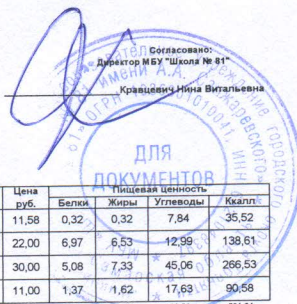 Согласовано:
Директор МБУ "Школа № 81"
Кравцевич Нина Витальевна
имени А.А.
ДЛЯ
ДОКУМЕНТОВ
Цена руб. Пищевая ценность
Белки Жиры Углеводы Ккалл
11,58 0,32 0,32 7,84 35,52
22,00 6,97 6,53 12,99 138,61
30,00 5,08 7,33 45,06 266,53
11,00 1,37 1,62 17,63 90,58